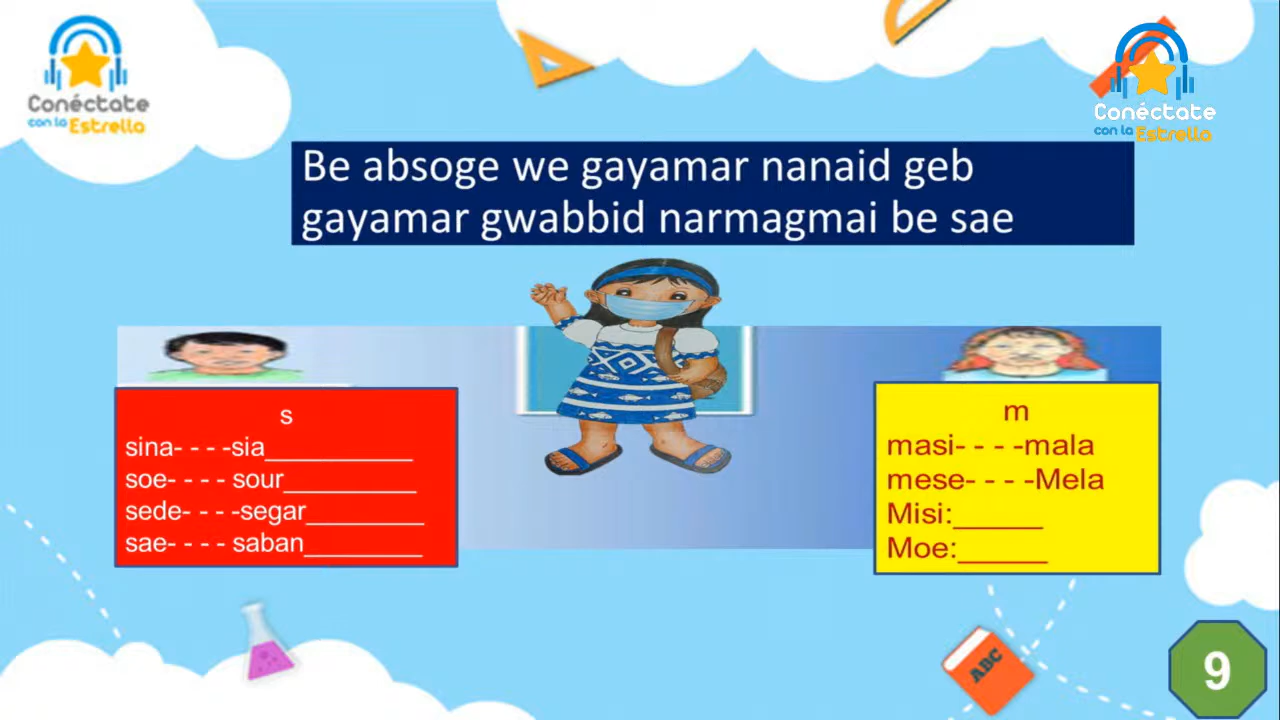 Conéctate
con la Estrella
Conéctate
con la Estrella
Be absoge we gayamar nanaid geb
gayamar gwabbid narmagmai be sae
s
sina- - - -sia__________
soe- - - - sour_________
sede- - - -segar________
sae- - - - saban________
m
masi- - - -mala
mese- - - -Mela
Misi:______
Moe:______
ABC
9